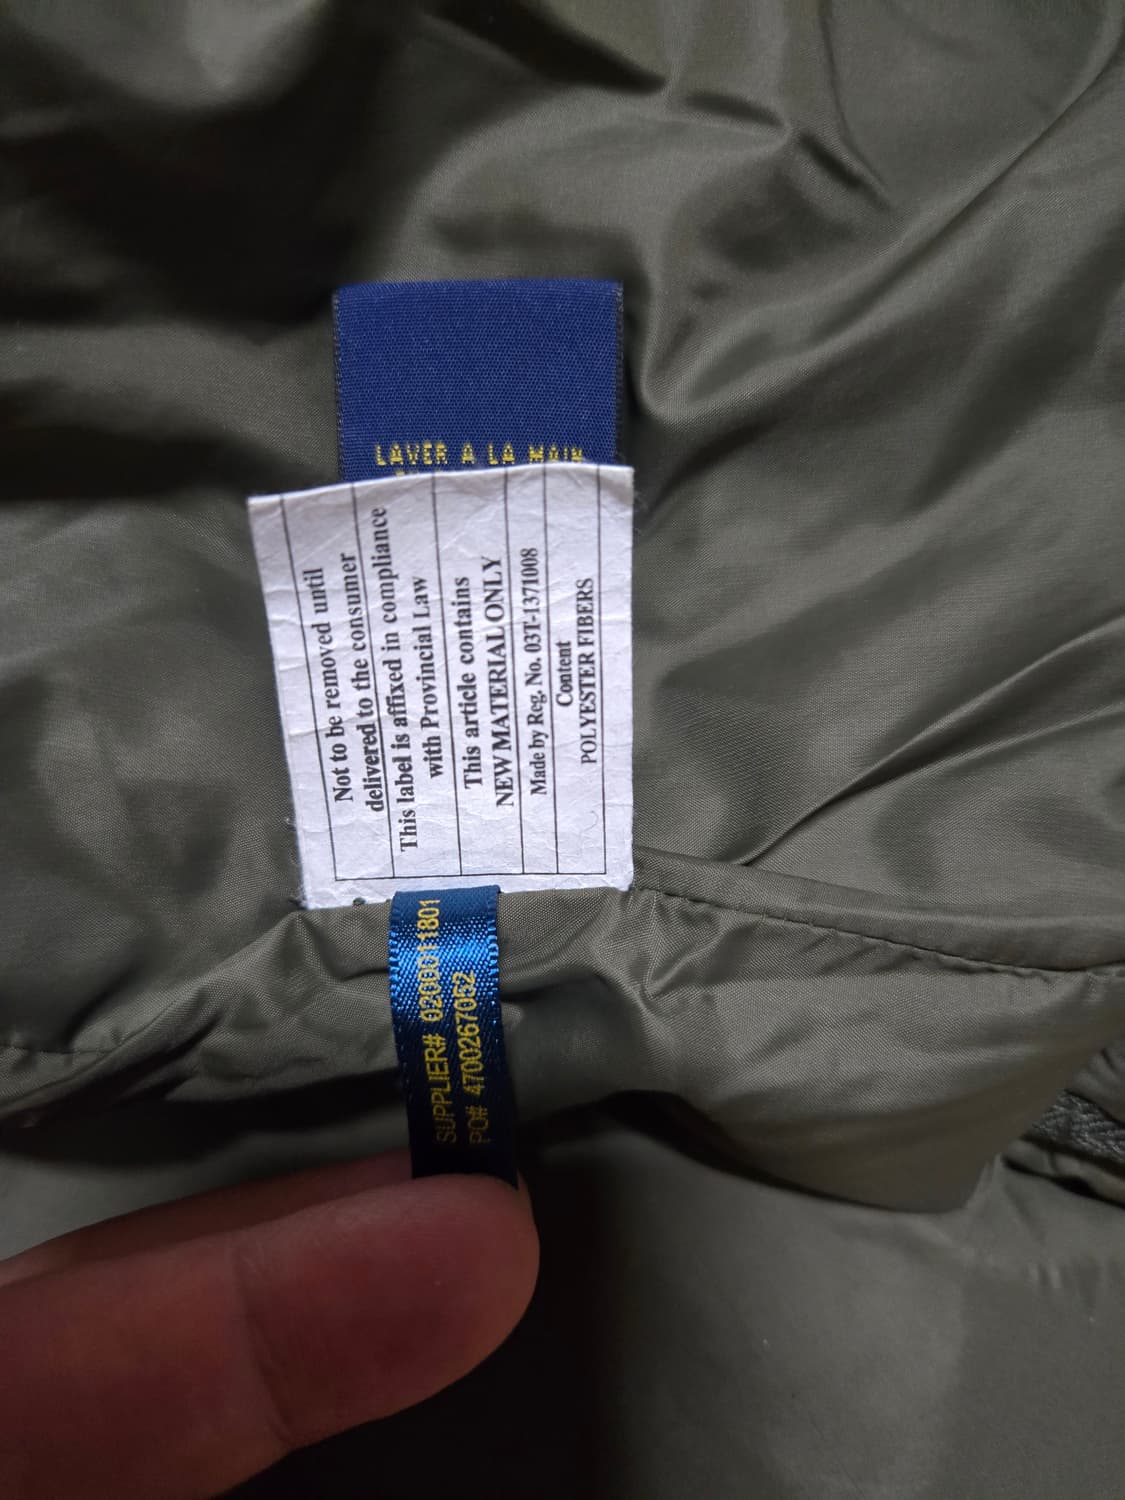 LAVER A LA MAIN
Not to be removed until
delivered to the consumer
This label is affixed in compliance
with Provincial Law
This article contains
NEW MATERIAL ONLY
Made by Reg. No. 03T-1371008
Content
POLYESTER FIBERS
SUPPLIER# 0200011801
PO# 4700267052